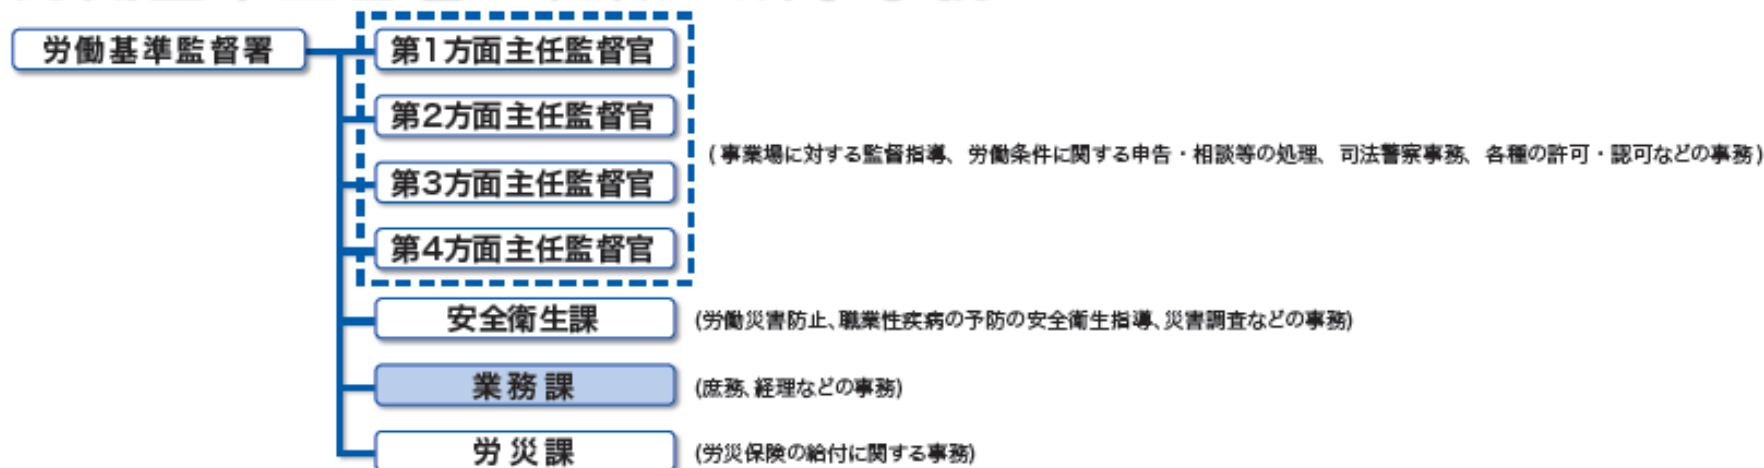 労働基準監督署
第1方面主任監督官
第2方面主任監督官
(事業場に対する監督指導、労働条件に関する申告・相談等の処理、司法警察事務、各種の許可・認可などの事務)
第3方面主任監督官
第4方面主任監督官
安全衛生課
(労働災害防止、職業性疾病の予防の安全衛生指導、災害調査などの事務)
業務課
(庶務、経理などの事務)
労災課
(労災保険の給付に関する事務)